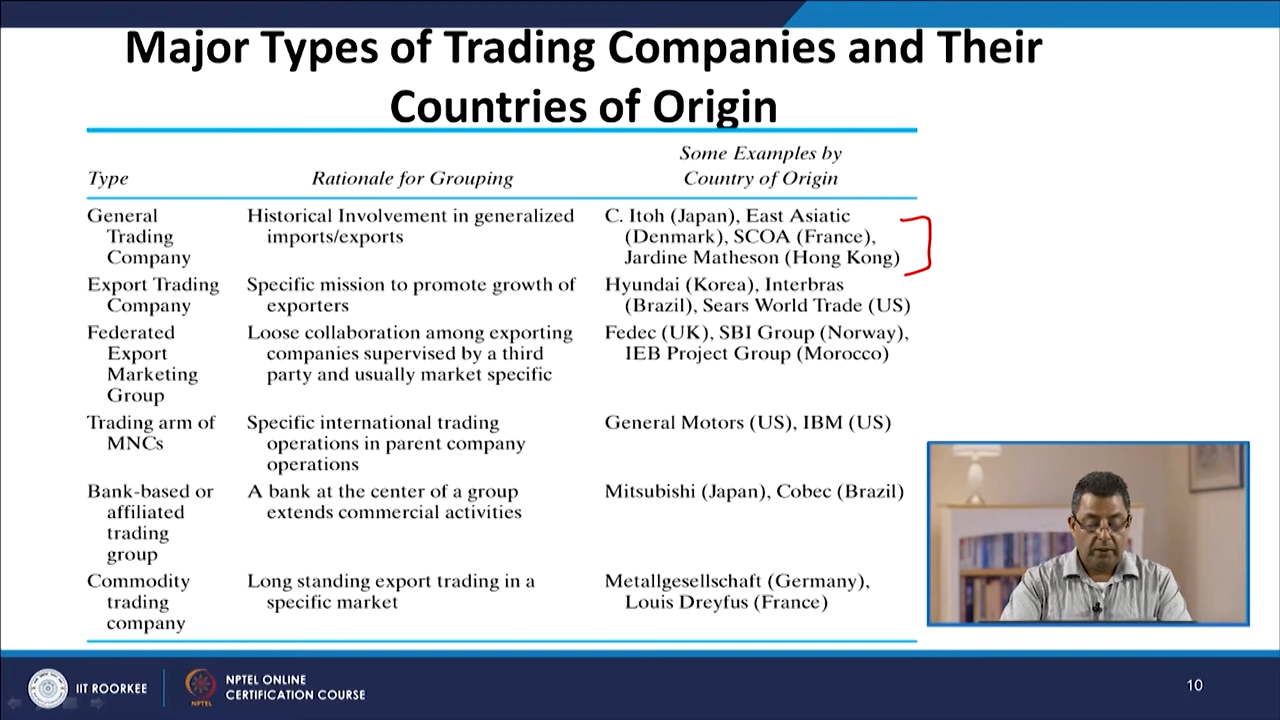 Major Types of Trading Companies and Their
Countries of Origin
Type
Rationale for Grouping
Some Examples by
Country of Origin
General
Trading
Company
Historical Involvement in generalized
imports/exports
C. Itoh (Japan), East Asiatic
(Denmark), SCOA (France),
Jardine Matheson (Hong Kong)
Export Trading
Company
Specific mission to promote growth of
exporters
Hyundai (Korea), Interbras
(Brazil), Sears World Trade (US)
Federated
Export
Marketing
Group
Loose collaboration among exporting
companies supervised by a third
party and usually market specific
Fedec (UK), SBI Group (Norway),
IEB Project Group (Morocco)
Trading arm of
MNCs
Specific international trading
operations in parent company
operations
General Motors (US), IBM (US)
Bank-based or
affiliated
trading
group
A bank at the center of a group
extends commercial activities
Mitsubishi (Japan), Cobec (Brazil)
Commodity
trading
company
Long standing export trading in a
specific market
Metallgesellschaft (Germany),
Louis Dreyfus (France)
IIT ROORKEE
NPTEL
NPTEL ONLINE
CERTIFICATION COURSE
10